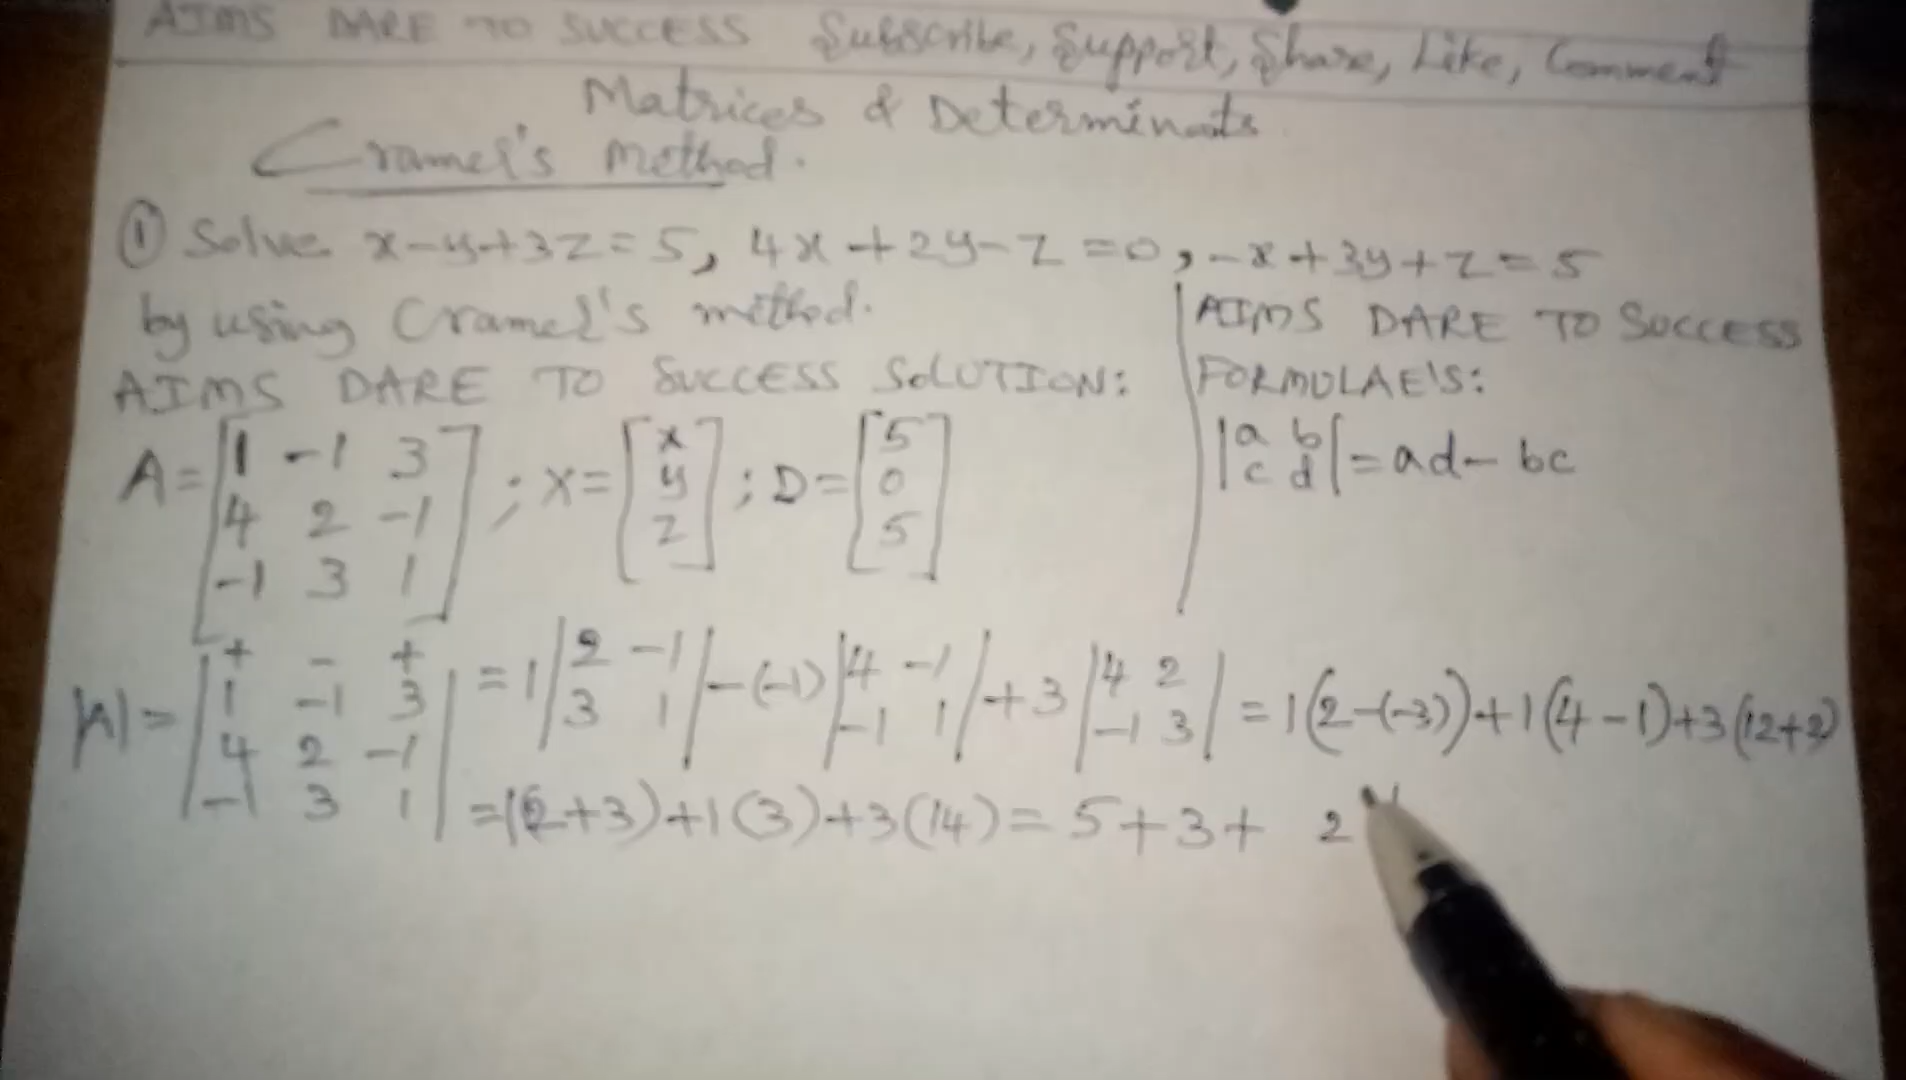 AIMS DARE TO SUCCESS Subscribe, Support, Share, Like, Comment
Matrices & Determinants
Cramer's Method.
① Solve x-y+3z=5, 4x+2y-z=0, -x+3y+z=5
by using Cramer's method.
AIMS DARE TO SUCCESS SOLUTION:
AIMS DARE TO SUCCESS
FORMULAE'S:
|a b| = ad - bc
|c d|
A = [1 -1 3] ; X = [x] ; D = [5]
[4 2 -1] [y] [0]
[-1 3 1] [z] [5]
+ - +
|A| = |1 -1 3| = 1|2 -1| -(-1)|4 -1| + 3|4 2| = 1(2-(-3))+1(4-1)+3(12+2)
|4 2 -1| |3 1| |-1 1| |-1 3|
|-1 3 1|
=1(2+3)+1(3)+3(14)= 5+3+ 2